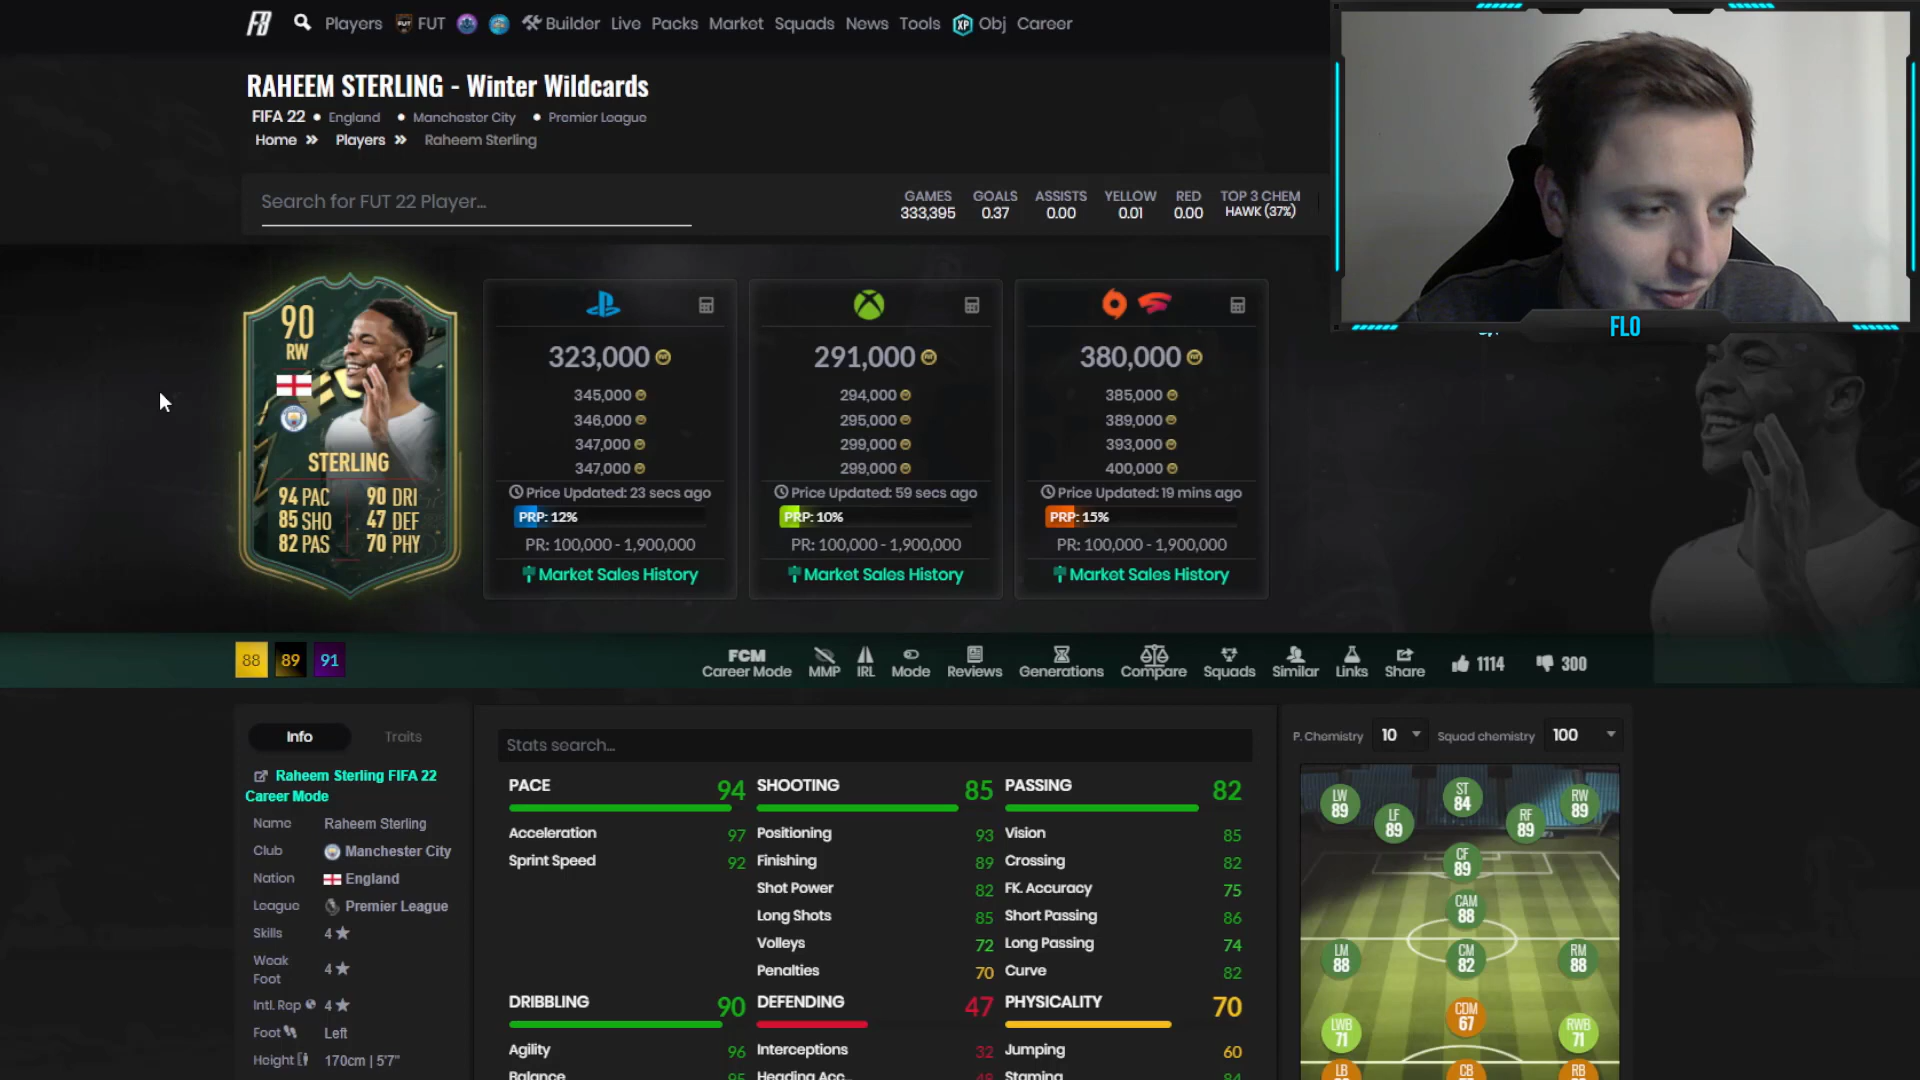 FB Players FUT Builder Live Packs Market Squads News Tools XP Obj Career
RAHEEM STERLING - Winter Wildcards
FIFA 22 • England • Manchester City • Premier League
Home » Players » Raheem Sterling
Search for FUT 22 Player...
GAMES GOALS ASSISTS YELLOW RED TOP 3 CHEM
333,395 0.37 0.00 0.01 0.00 HAWK (37%)
FLO
90
RW
STERLING
94 PAC 90 DRI
85 SHO 47 DEF
82 PAS 70 PHY
323,000
345,000
346,000
347,000
347,000
Price Updated: 23 secs ago
PRP: 12%
PR: 100,000 - 1,900,000
Market Sales History
291,000
294,000
295,000
299,000
299,000
Price Updated: 59 secs ago
PRP: 10%
PR: 100,000 - 1,900,000
Market Sales History
380,000
385,000
389,000
393,000
400,000
Price Updated: 19 mins ago
PRP: 15%
PR: 100,000 - 1,900,000
Market Sales History
88 89 91
FCM
Career Mode MMP IRL Mode Reviews Generations Compare Squads Similar Links Share 1114 300
Info Traits
Raheem Sterling FIFA 22
Career Mode
Name Raheem Sterling
Club Manchester City
Nation England
League Premier League
Skills 4
Weak
Foot 4
Intl. Rep 4
Foot Left
Height 170cm | 5'7"
Stats search...
PACE 94
Acceleration 97
Sprint Speed 92
SHOOTING 85
Positioning 93
Finishing 89
Shot Power 82
Long Shots 85
Volleys 72
Penalties 70
PASSING 82
Vision 85
Crossing 82
FK. Accuracy 75
Short Passing 86
Long Passing 74
Curve 82
DRIBBLING 90
Agility 96
Balance 95
DEFENDING 47
Interceptions 32
Heading Acc. 48
PHYSICALITY 70
Jumping 60
Stamina 84
P. Chemistry 10 Squad chemistry 100
LW
89
ST
84
RW
89
LF
89
RF
89
CF
89
CAM
88
LM
88
CM
82
RM
88
CDM
67
LWB
71
RWB
71
LB
CB
RB